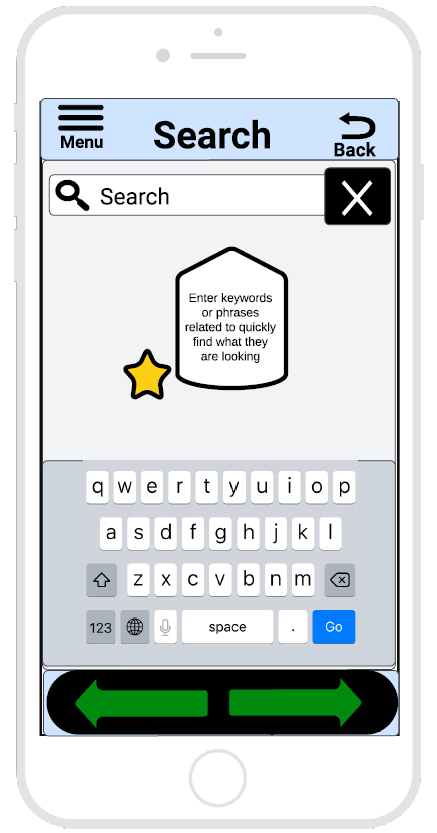 Menu
Search
Back
Search
Enter keywords
or phrases
related to quickly
find what they
are looking
q w e r t y u i o p
a s d f g h j k l
z x c v b n m
123 space . Go